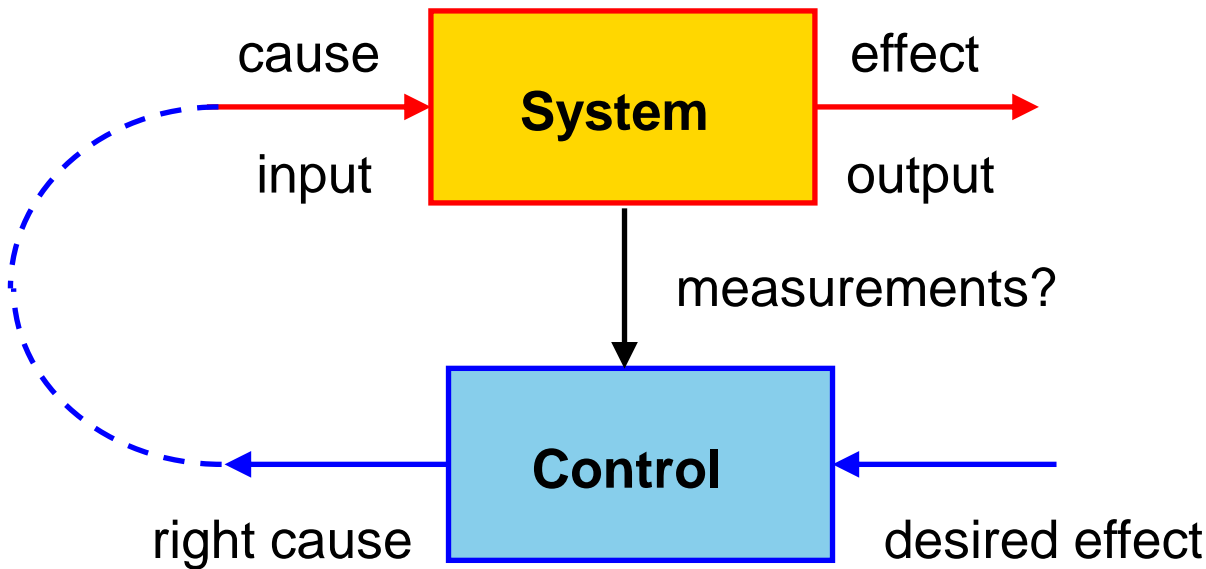 cause
effect
System
input
output
measurements?
Control
right cause
desired effect